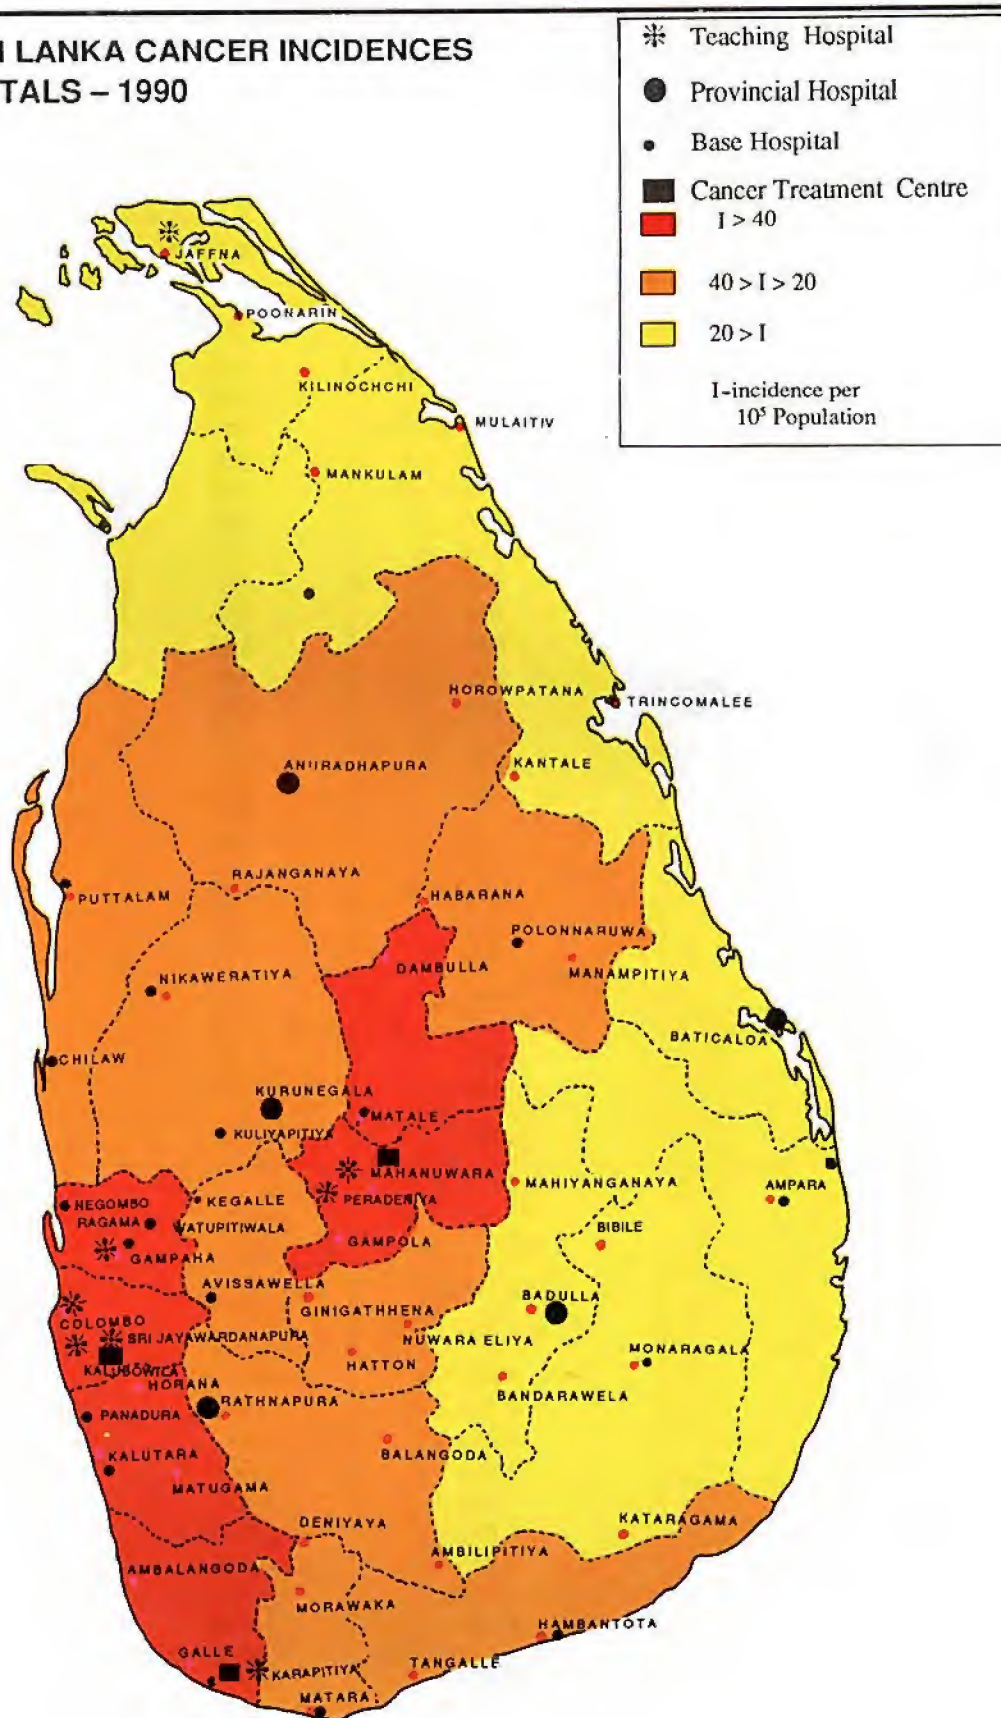 I LANKA CANCER INCIDENCES
TALS – 1990
Teaching Hospital
Provincial Hospital
Base Hospital
Cancer Treatment Centre
I > 40
40 > I > 20
20 > I
I-incidence per
10⁵ Population
JAFFNA
POONARIN
KILINOCHCHI
MULAITIV
MANKULAM
HOROWPATANA
TRINCOMALEE
ANURADHAPURA
KANTALE
RAJANGANAYA
PUTTALAM
HABARANA
POLONNARUWA
DAMBULLA
MANAMPITIYA
NIKAWERATIYA
BATICALOA
CHILAW
KURUNEGALA
MATALE
KULIYAPITIYA
MAHANUWARA
MAHIYANGANAYA
AMPARA
NEGOMBO
KEGALLE
PERADENIYA
RAGAMA
WATUPITIWALA
BIBILE
GAMPOLA
GAMPAHA
AVISSAWELLA
BADULLA
GINIGATHHENA
COLOMBO
SRI JAYAWARDANAPURA
NUWARA ELIYA
MONARAGALA
HATTON
KALUBOWILA
HORANA
BANDARAWELA
RATHNAPURA
PANADURA
KALUTARA
BALANGODA
MATUGAMA
DENIYAYA
KATARAGAMA
AMBILIPITIYA
AMBALANGODA
MORAWAKA
HAMBANTOTA
GALLE
KARAPITIYA
TANGALLE
MATARA